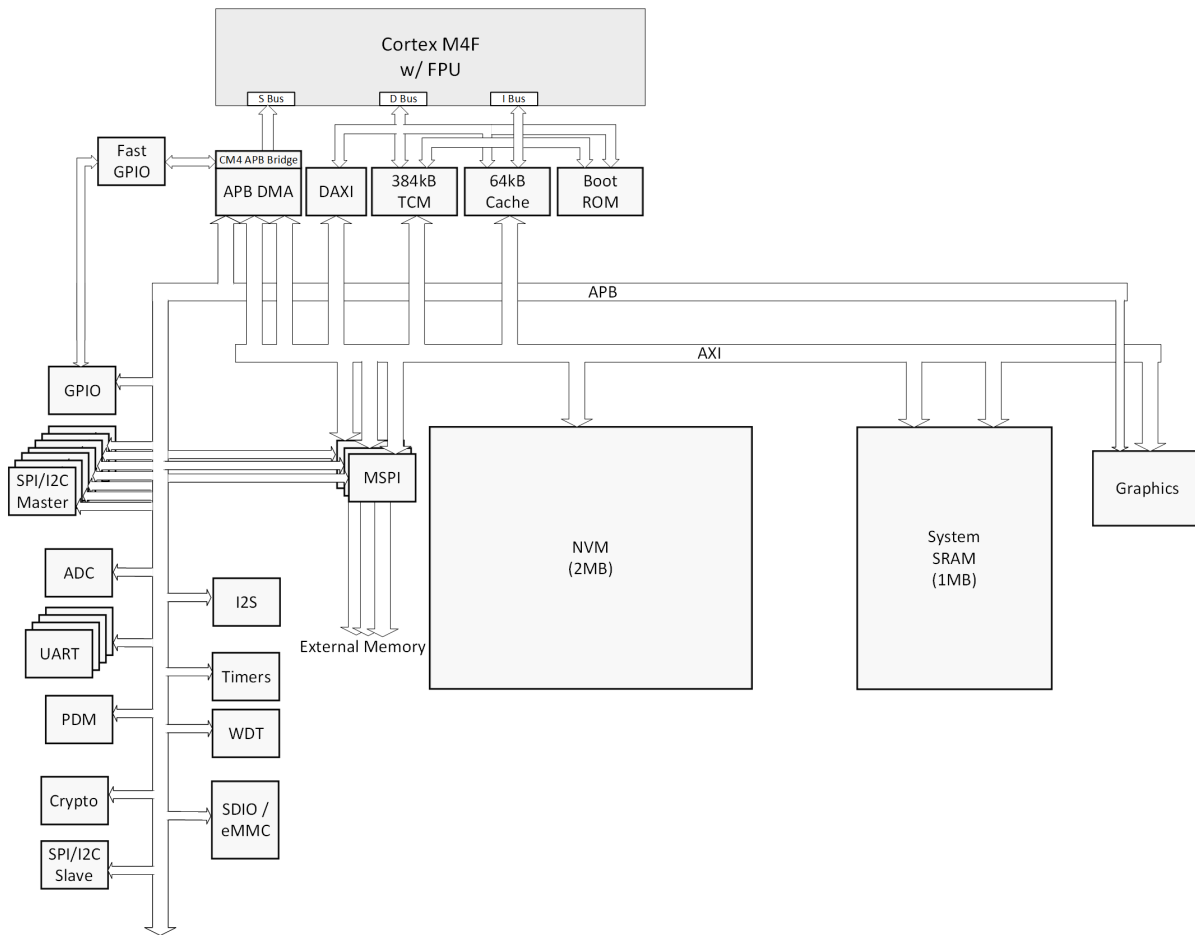 Cortex M4F
w/ FPU
S Bus
D Bus
I Bus
Fast
GPIO
CM4 APB Bridge
APB DMA
DAXI
384kB
TCM
64kB
Cache
Boot
ROM
APB
AXI
GPIO
SPI/I2C
Master
MSPI
NVM
(2MB)
System
SRAM
(1MB)
Graphics
ADC
I2S
UART
External Memory
Timers
PDM
WDT
Crypto
SDIO /
eMMC
SPI/I2C
Slave